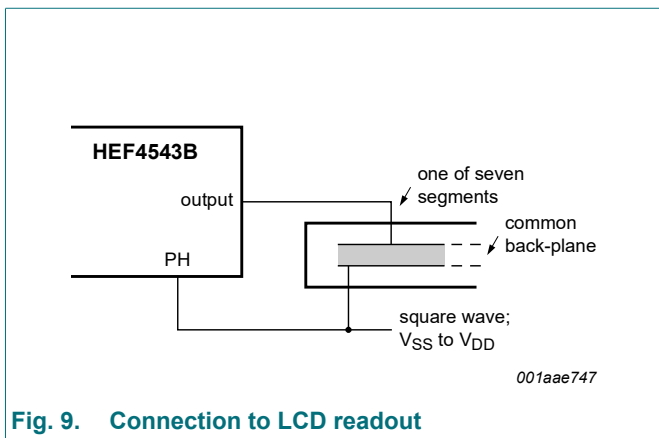 HEF4543B
output
one of seven
segments
common
back-plane
PH
square wave;
VSS to VDD
001aae747
Fig. 9. Connection to LCD readout